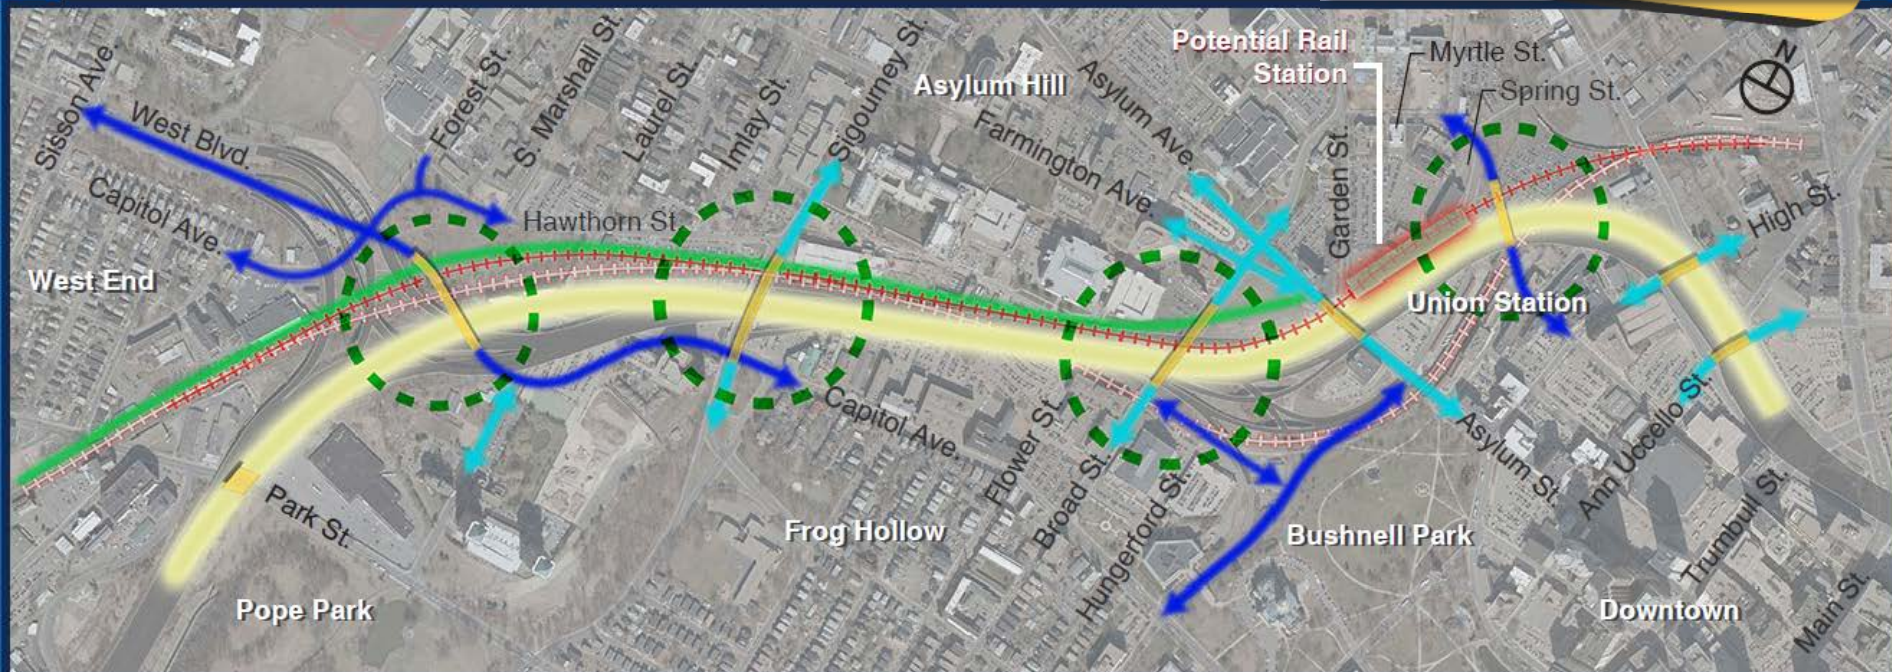 Sisson Ave.
West Blvd.
Capitol Ave.
West End
Forest St.
S. Marshall St.
Laurel St.
Imlay St.
Sigourney St.
Hawthorn St.
Asylum Hill
Farmington Ave.
Asylum Ave.
Potential Rail
Station
Myrtle St.
Spring St.
Garden St.
N
Union Station
High St.
Capitol Ave.
Flower St.
Broad St.
Hungerford St.
Asylum St.
Ann Uccello St.
Trumbull St.
Main St.
Park St.
Frog Hollow
Bushnell Park
Pope Park
Downtown